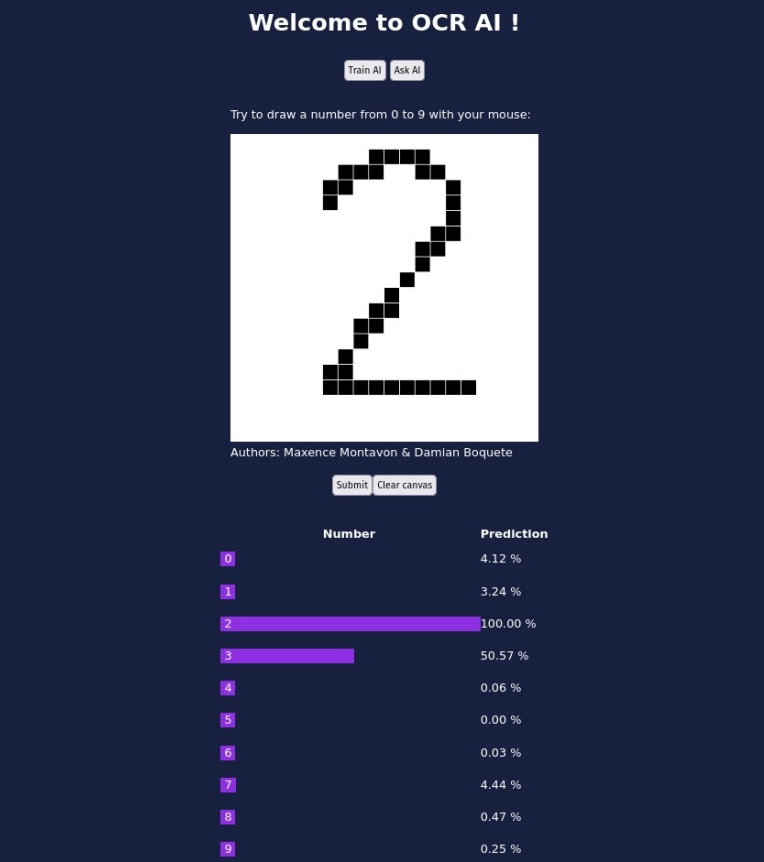 Welcome to OCR AI !
Train AI Ask AI
Try to draw a number from 0 to 9 with your mouse:
2
Authors: Maxence Montavon & Damian Boquete
Submit Clear canvas
Number Prediction
0 4.12 %
1 3.24 %
2 100.00 %
3 50.57 %
4 0.06 %
5 0.00 %
6 0.03 %
7 4.44 %
8 0.47 %
9 0.25 %